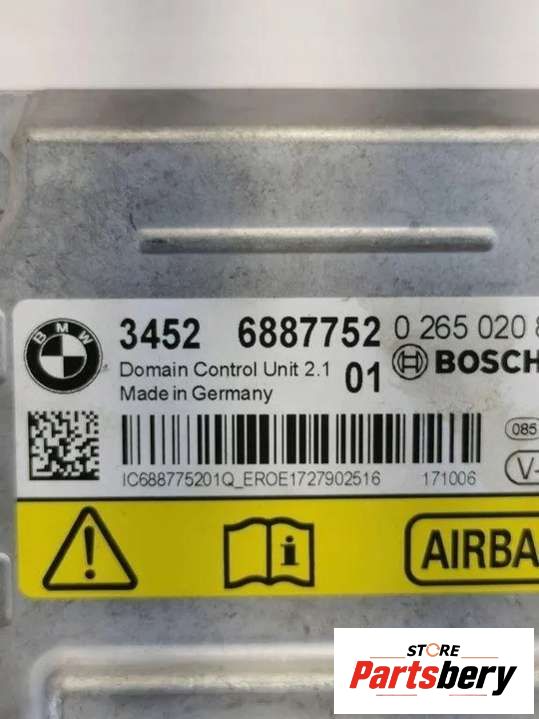 BMW
3452 6887752 0 265 020 8
Domain Control Unit 2.1 01 BOSCH
Made in Germany
085
IC688775201Q_EROE1727902516 171006
V-
i
AIRBA
STORE
Partsbery